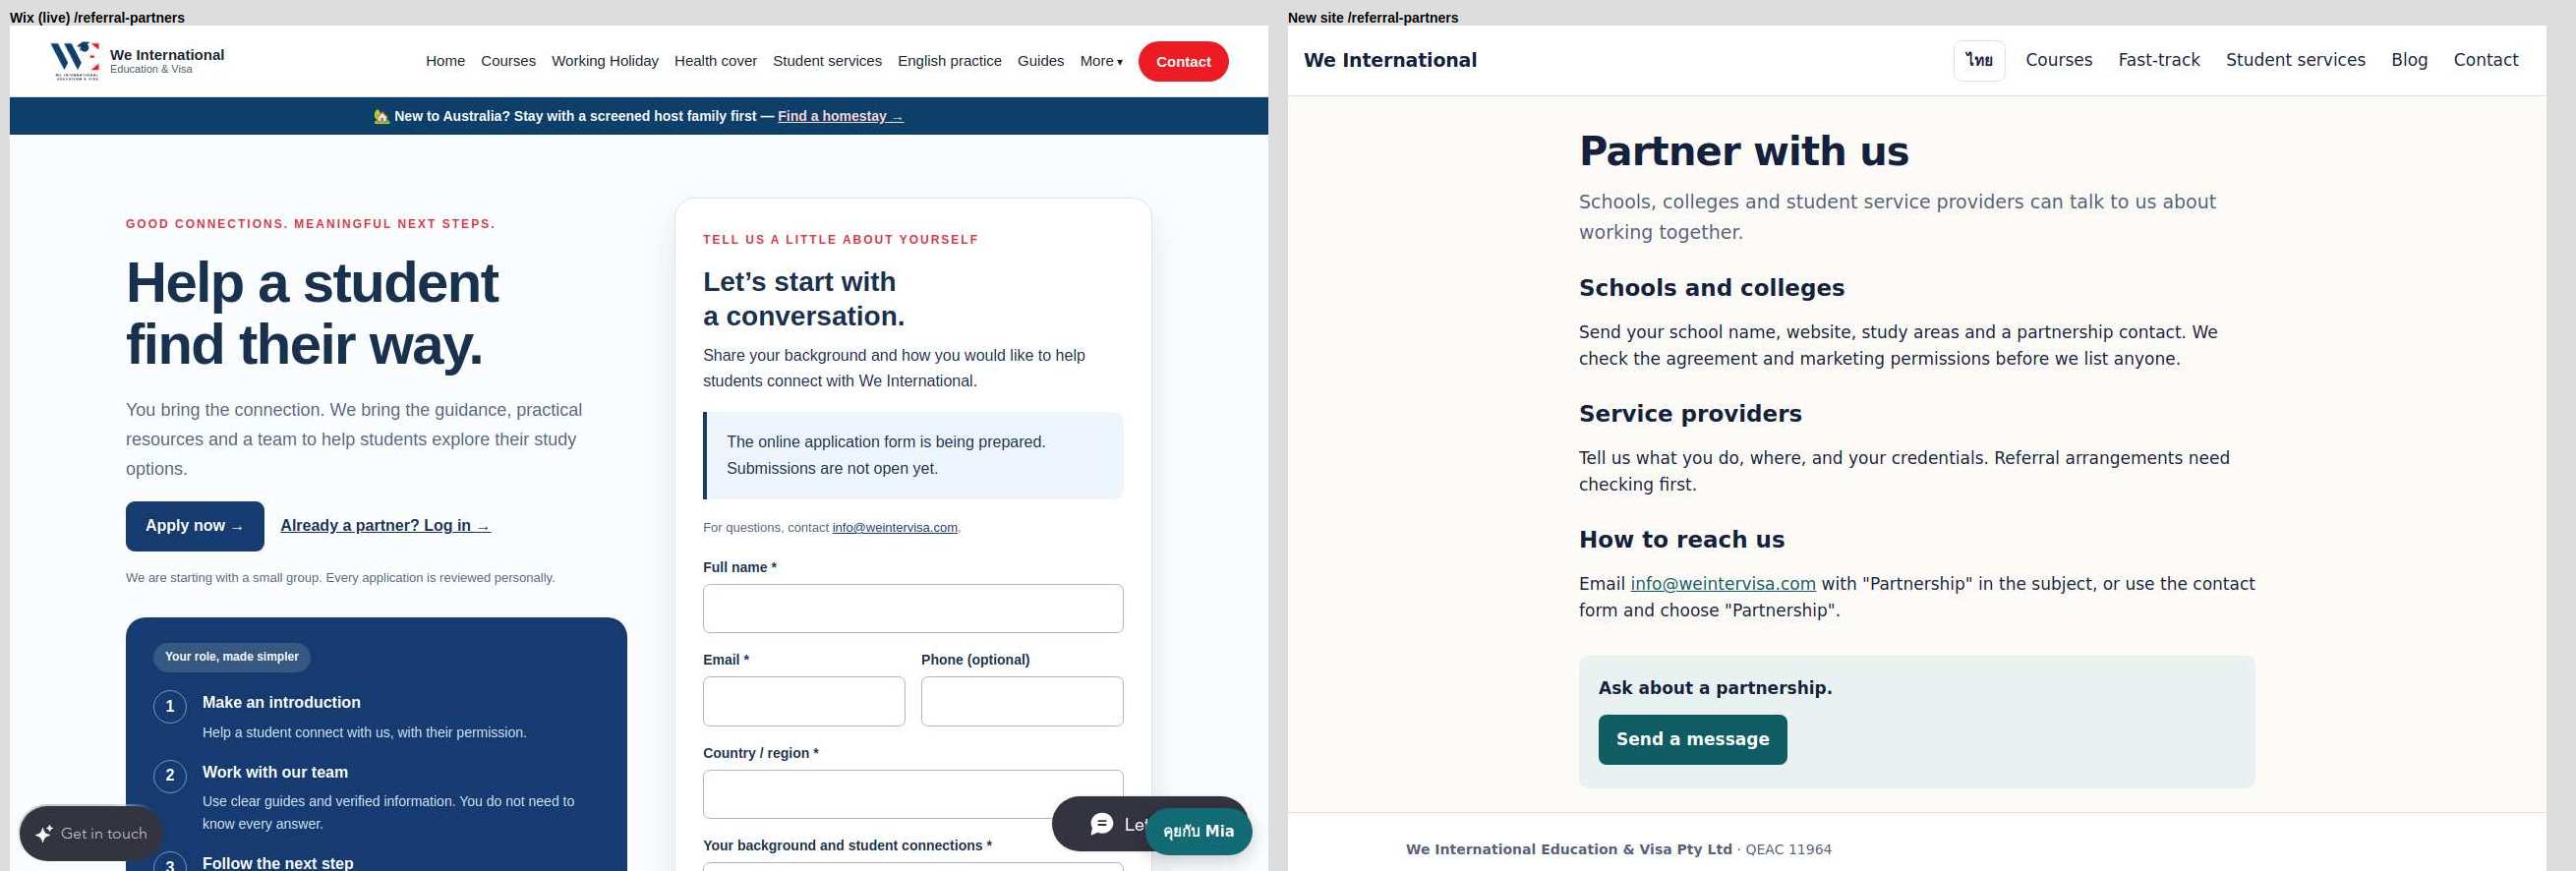 Wix (live) /referral-partners
We International
Education & Visa
Home Courses Working Holiday Health cover Student services English practice Guides More ▾ Contact
🏡 New to Australia? Stay with a screened host family first — Find a homestay →
GOOD CONNECTIONS. MEANINGFUL NEXT STEPS.
Help a student
find their way.
You bring the connection. We bring the guidance, practical
resources and a team to help students explore their study
options.
Apply now →
Already a partner? Log in →
We are starting with a small group. Every application is reviewed personally.
Your role, made simpler
1 Make an introduction
Help a student connect with us, with their permission.
2 Work with our team
Use clear guides and verified information. You do not need to
know every answer.
3 Follow the next step
Get in touch
TELL US A LITTLE ABOUT YOURSELF
Let’s start with
a conversation.
Share your background and how you would like to help
students connect with We International.
The online application form is being prepared.
Submissions are not open yet.
For questions, contact info@weintervisa.com.
Full name *
Email * Phone (optional)
Country / region *
Your background and student connections *
คุยกับ Mia
New site /referral-partners
We International
ไทย Courses Fast-track Student services Blog Contact
Partner with us
Schools, colleges and student service providers can talk to us about
working together.
Schools and colleges
Send your school name, website, study areas and a partnership contact. We
check the agreement and marketing permissions before we list anyone.
Service providers
Tell us what you do, where, and your credentials. Referral arrangements need
checking first.
How to reach us
Email info@weintervisa.com with "Partnership" in the subject, or use the contact
form and choose "Partnership".
Ask about a partnership.
Send a message
We International Education & Visa Pty Ltd · QEAC 11964